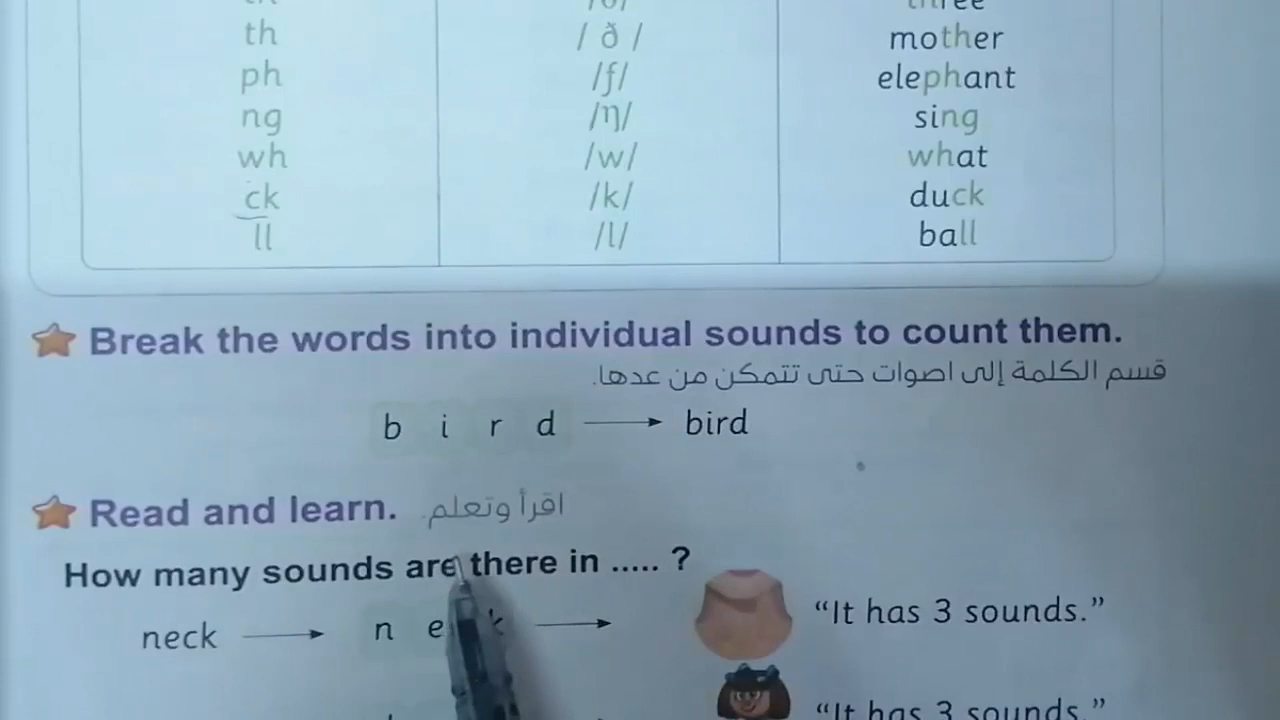 three
th / ð / mother
ph /f/ elephant
ng /ŋ/ sing
wh /w/ what
ck /k/ duck
ll /l/ ball
Break the words into individual sounds to count them.
قسم الكلمة إلى اصوات حتى تتمكن من عدها.
b i r d bird
Read and learn. اقرأ وتعلم.
How many sounds are there in ..... ?
neck n e k “It has 3 sounds.”
“It has 3 sounds.”